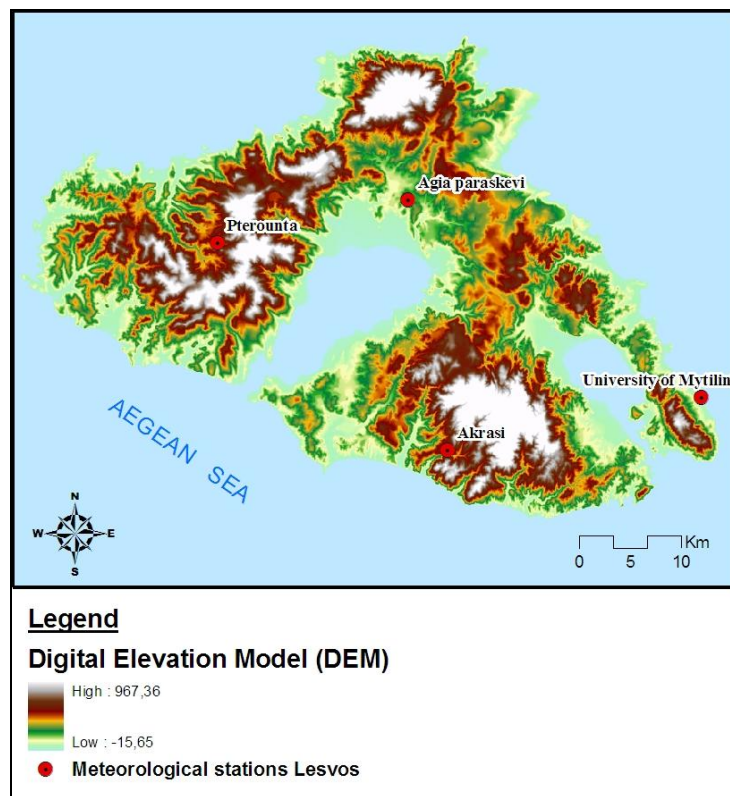 Agia paraskevi
Pterounta
University of Mytilin
Akrasi
AEGEAN SEA
N
W E
S
Km
0 5 10
Legend
Digital Elevation Model (DEM)
High : 967,36
Low : -15,65
Meteorological stations Lesvos